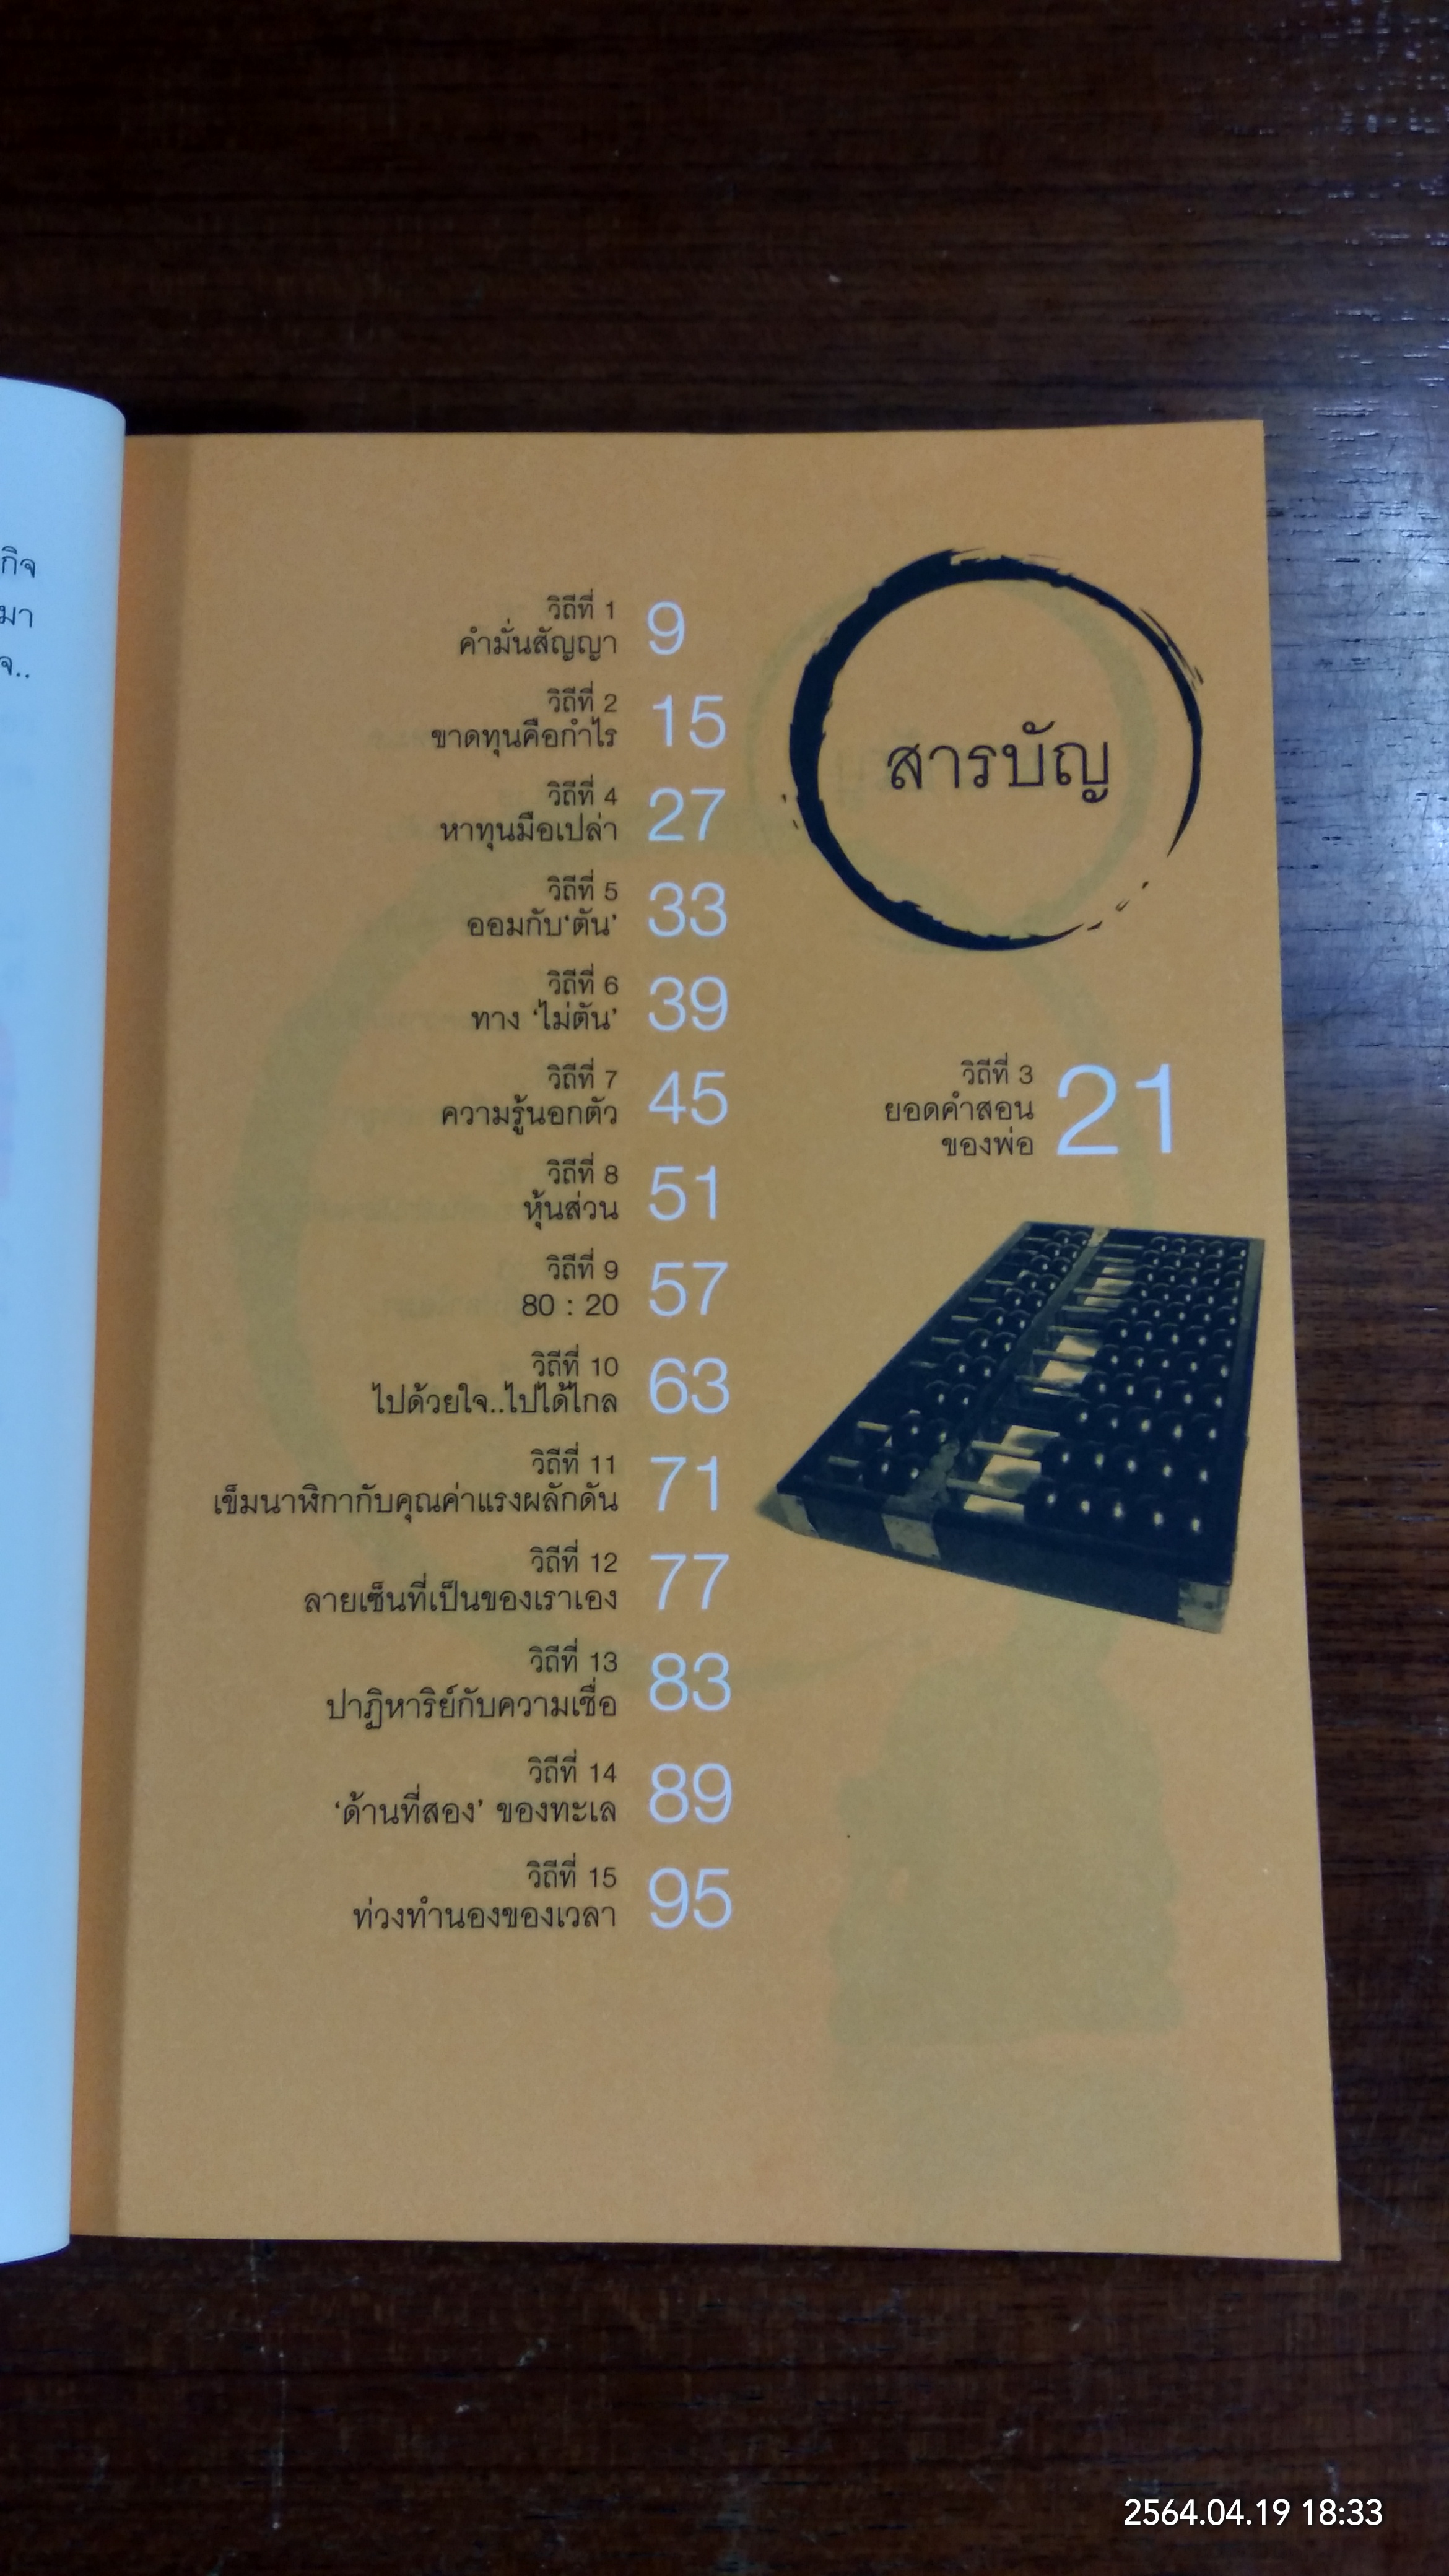 กิจ
มา
จ..
สารบัญ
วิถีที่ 1
คำมั่นสัญญา
9
วิถีที่ 2
ขาดทุนคือกำไร
15
วิถีที่ 3
ยอดคำสอน
ของพ่อ
21
วิถีที่ 4
หาทุนมือเปล่า
27
วิถีที่ 5
ออมกับ‘ตัน’
33
วิถีที่ 6
ทาง ‘ไม่ตัน’
39
วิถีที่ 7
ความรู้นอกตัว
45
วิถีที่ 8
หุ้นส่วน
51
วิถีที่ 9
80 : 20
57
วิถีที่ 10
ไปด้วยใจ..ไปได้ไกล
63
วิถีที่ 11
เข็มนาฬิกากับคุณค่าแรงผลักดัน
71
วิถีที่ 12
ลายเซ็นที่เป็นของเราเอง
77
วิถีที่ 13
ปาฏิหาริย์กับความเชื่อ
83
วิถีที่ 14
‘ด้านที่สอง’ ของทะเล
89
วิถีที่ 15
ท่วงทำนองของเวลา
95
2564.04.19 18:33